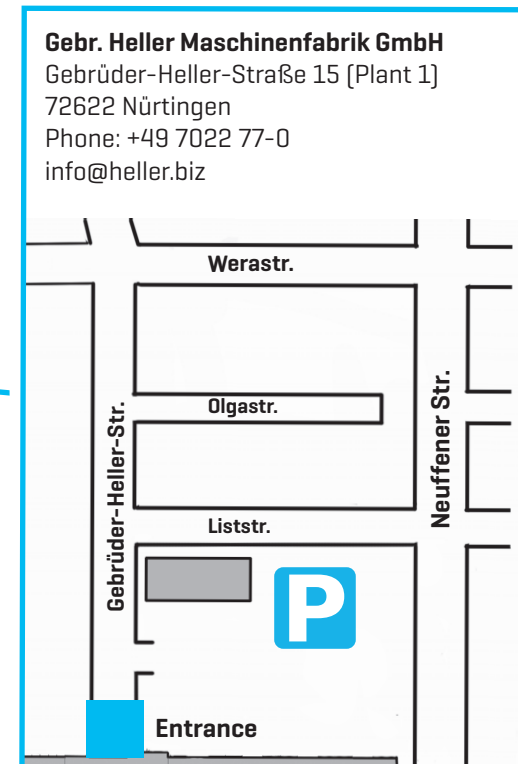 Gebr. Heller Maschinenfabrik GmbH
Gebrüder-Heller-Straße 15 (Plant 1)
72622 Nürtingen
Phone: +49 7022 77-0
info@heller.biz
Werastr.
Olgastr.
Gebrüder-Heller-Str.
Neuffener Str.
Liststr.
P
Entrance